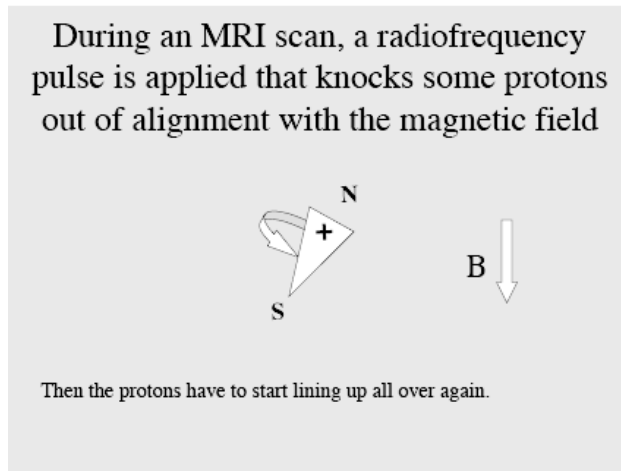 During an MRI scan, a radiofrequency
pulse is applied that knocks some protons
out of alignment with the magnetic field
N
+
B
S
Then the protons have to start lining up all over again.